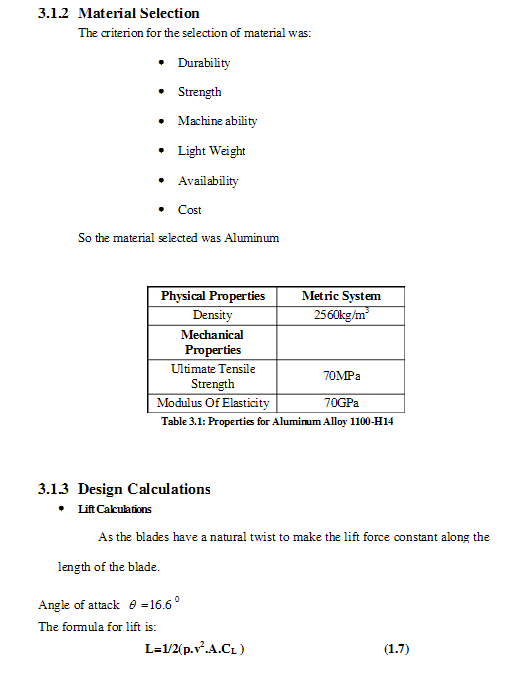 3.1.2 Material Selection
The criterion for the selection of material was:
• Durability
• Strength
• Machine ability
• Light Weight
• Availability
• Cost
So the material selected was Aluminum
Physical Properties Metric System
Density 2560kg/m³
Mechanical
Properties
Ultimate Tensile
Strength 70MPa
Modulus Of Elasticity 70GPa
Table 3.1: Properties for Aluminum Alloy 1100-H14
3.1.3 Design Calculations
• Lift Calculations
As the blades have a natural twist to make the lift force constant along the
length of the blade.
Angle of attack θ =16.6⁰
The formula for lift is:
L=1/2(p.v².A.CL ) (1.7)